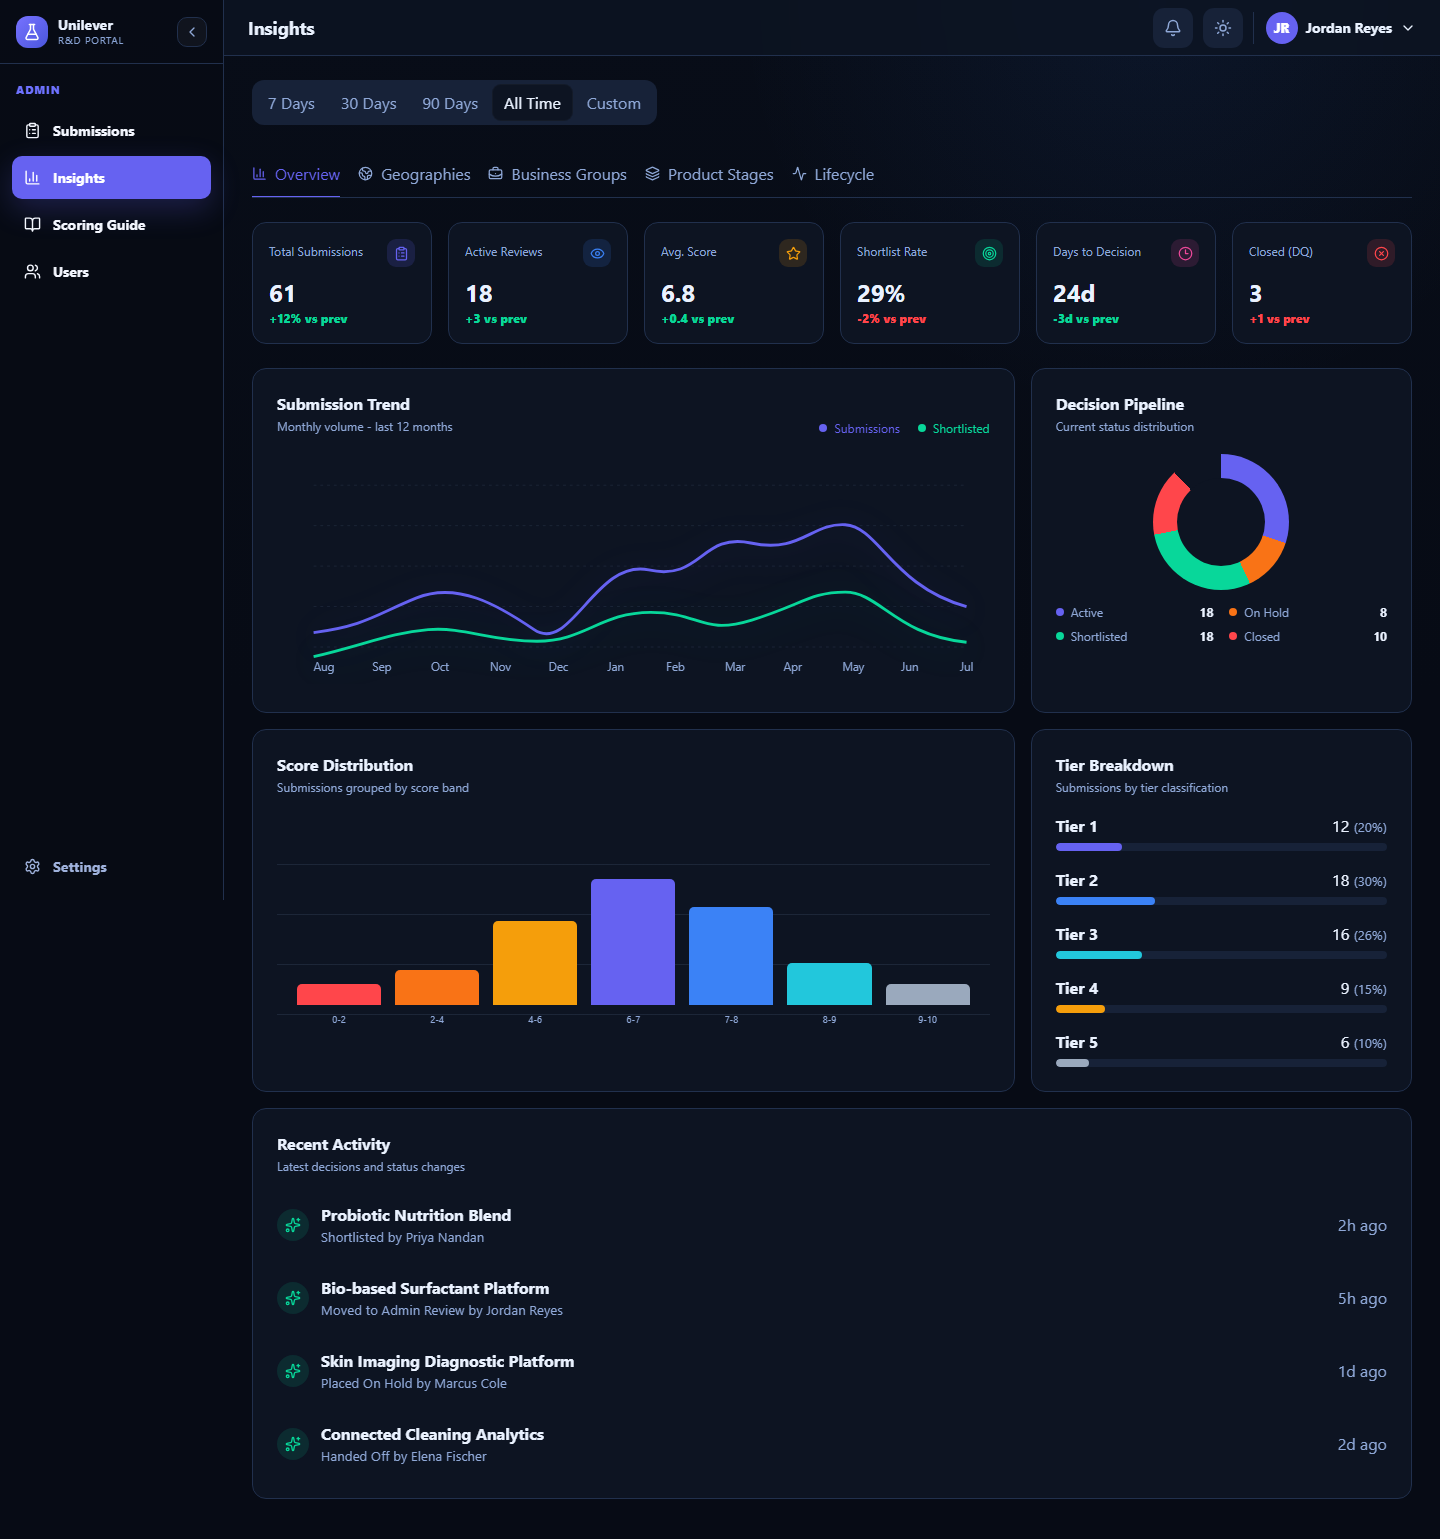 Unilever
R&D PORTAL
Insights
JR Jordan Reyes
ADMIN
Submissions
Insights
Scoring Guide
Users
Settings
7 Days 30 Days 90 Days All Time Custom
Overview Geographies Business Groups Product Stages Lifecycle
Total Submissions
61
+12% vs prev
Active Reviews
18
+3 vs prev
Avg. Score
6.8
+0.4 vs prev
Shortlist Rate
29%
-2% vs prev
Days to Decision
24d
-3d vs prev
Closed (DQ)
3
+1 vs prev
Submission Trend
Monthly volume - last 12 months
Submissions Shortlisted
Aug Sep Oct Nov Dec Jan Feb Mar Apr May Jun Jul
Decision Pipeline
Current status distribution
Active 18 On Hold 8
Shortlisted 18 Closed 10
Score Distribution
Submissions grouped by score band
0-2 2-4 4-6 6-7 7-8 8-9 9-10
Tier Breakdown
Submissions by tier classification
Tier 1 12 (20%)
Tier 2 18 (30%)
Tier 3 16 (26%)
Tier 4 9 (15%)
Tier 5 6 (10%)
Recent Activity
Latest decisions and status changes
Probiotic Nutrition Blend
Shortlisted by Priya Nandan
2h ago
Bio-based Surfactant Platform
Moved to Admin Review by Jordan Reyes
5h ago
Skin Imaging Diagnostic Platform
Placed On Hold by Marcus Cole
1d ago
Connected Cleaning Analytics
Handed Off by Elena Fischer
2d ago